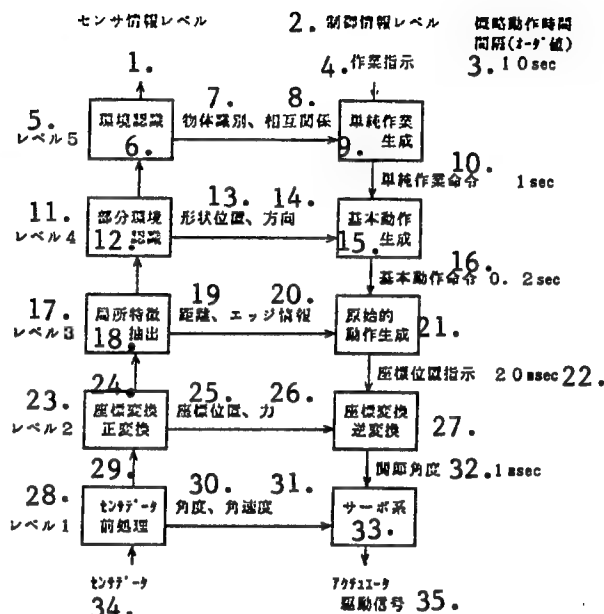 センサ情報レベル
2. 制御情報レベル
概略動作時間
間隔(オーダ値)
1.
4. 作業指示
3. 10sec
5.
レベル5
環境認識
6.
7. 8.
物体識別、相互関係
単純作業
9. 生成
10.
単純作業命令 1sec
11.
レベル4
部分環境
12. 認識
13. 14.
形状位置、方向
基本動作
15. 生成
16.
基本動作命令 0.2sec
17.
レベル3
局所特徴
18. 抽出
19 20.
距離、エッジ情報
原始的
動作生成 21.
座標位置指示 20msec 22.
23.
レベル2
24.
座標変換
正変換
25. 26.
座標位置、力
座標変換
逆変換
27.
関節角度 32. 1msec
28.
レベル1
29.
センサデータ
前処理
30. 31.
角度、角速度
サーボ系
33.
センサデータ
34.
アクチュエータ
駆動信号 35.